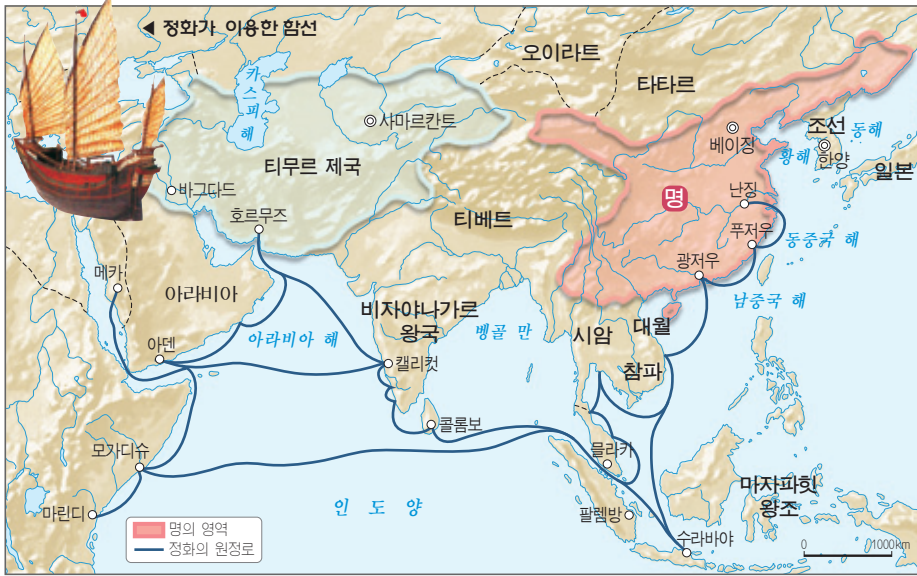 ◀ 정화가 이용한 함선
오이라트
타타르
카스피 해
사마르칸트
조선
동해
베이징
황해
한양
일본
티무르 제국
바그다드
명
난징
호르무즈
티베트
푸저우
동중국 해
메카
광저우
아라비아
비자야나가르
왕국
남중국 해
아라비아 해
벵골 만
시암
대월
아덴
캘리컷
참파
콜롬보
모가디슈
믈라카
마자파힛
왕조
마린디
인 도 양
팔렘방
명의 영역
정화의 원정로
수라바야
0 1000km